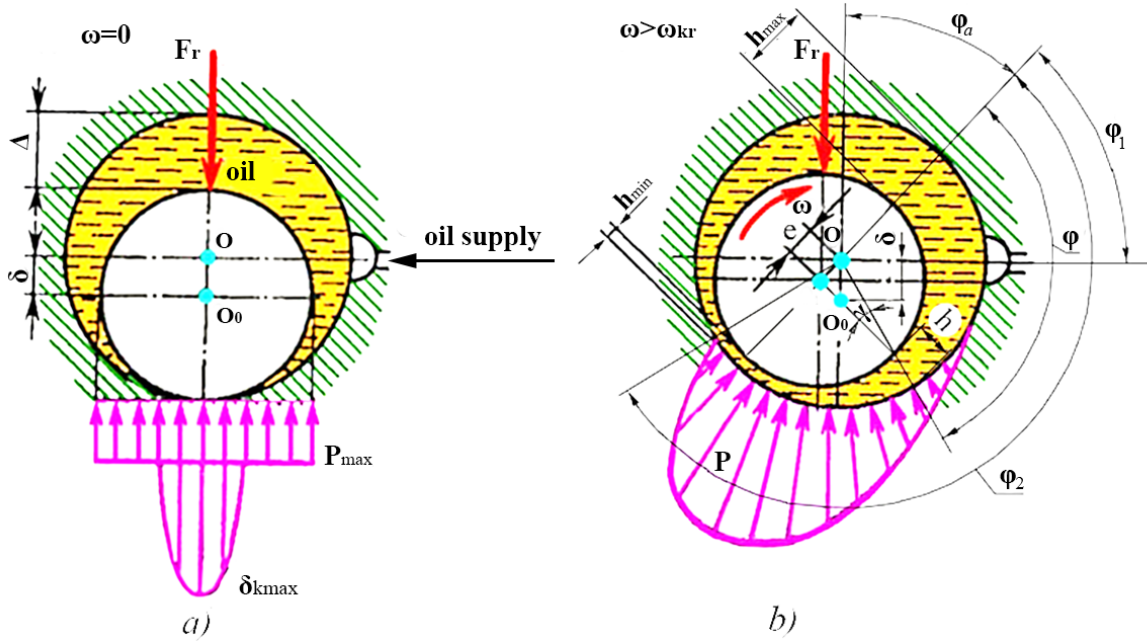 ω=0
Fr
Δ
oil
O
δ
O₀
oil supply
Pmax
δkmax
a)
ω>ωkr
hmax
φa
Fr
φ1
hmin
ω
e
O
δ
φ
O₀
γ
h
P
φ2
b)